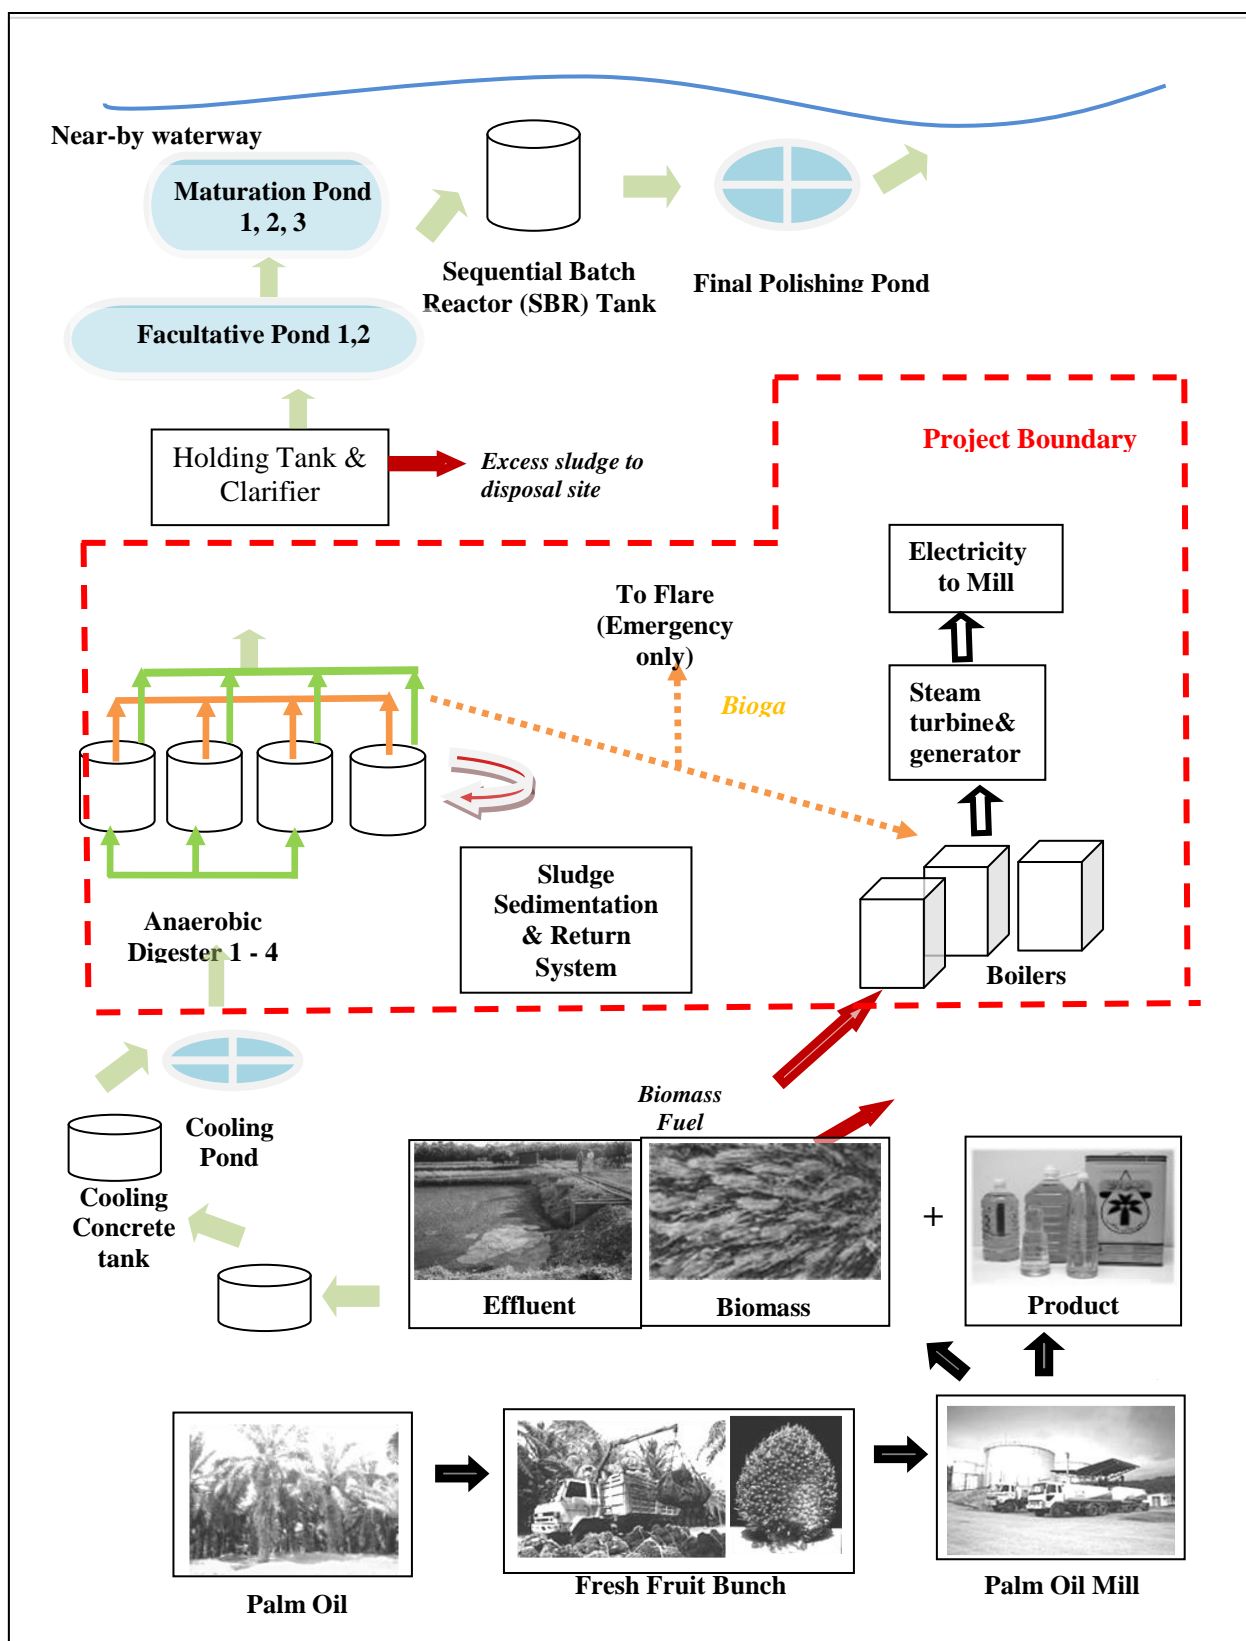 Near-by waterway
Maturation Pond
1, 2, 3
Sequential Batch
Reactor (SBR) Tank
Final Polishing Pond
Facultative Pond 1,2
Project Boundary
Holding Tank &
Clarifier
Excess sludge to
disposal site
Electricity
to Mill
To Flare
(Emergency
only)
Bioga
Steam
turbine&
generator
Sludge
Sedimentation
& Return
System
Anaerobic
Digester 1 - 4
Boilers
Biomass
Fuel
Cooling
Pond
Cooling
Concrete
tank
+
Effluent
Biomass
Product
Palm Oil
Fresh Fruit Bunch
Palm Oil Mill